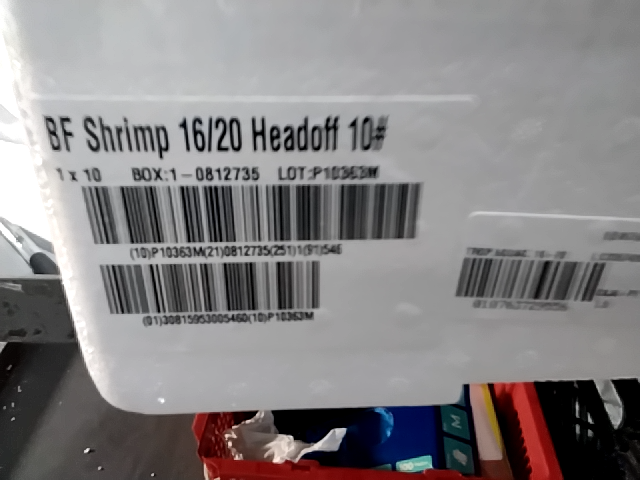 BF Shrimp 16/20 Headoff 10#
1 x 10 BOX:1-0812735 LOT:P10363M
(10)P10363M(21)0812735(251)1(91)546
(01)30815953005460(10)P10363M
M